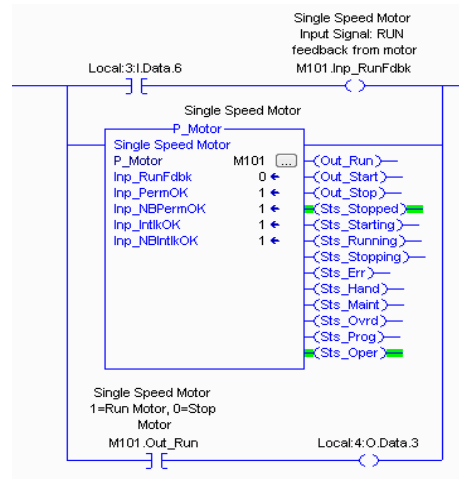 Single Speed Motor
Input Signal: RUN
feedback from motor
Local:3:I.Data.6
M101.Inp_RunFdbk
Single Speed Motor
P_Motor
Single Speed Motor
P_Motor M101 ...
Inp_RunFdbk 0
Inp_PermOK 1
Inp_NBPermOK 1
Inp_IntlkOK 1
Inp_NBIntlkOK 1
Out_Run
Out_Start
Out_Stop
Sts_Stopped
Sts_Starting
Sts_Running
Sts_Stopping
Sts_Err
Sts_Hand
Sts_Maint
Sts_Ovrd
Sts_Prog
Sts_Oper
Single Speed Motor
1=Run Motor, 0=Stop
Motor
M101.Out_Run
Local:4:O.Data.3